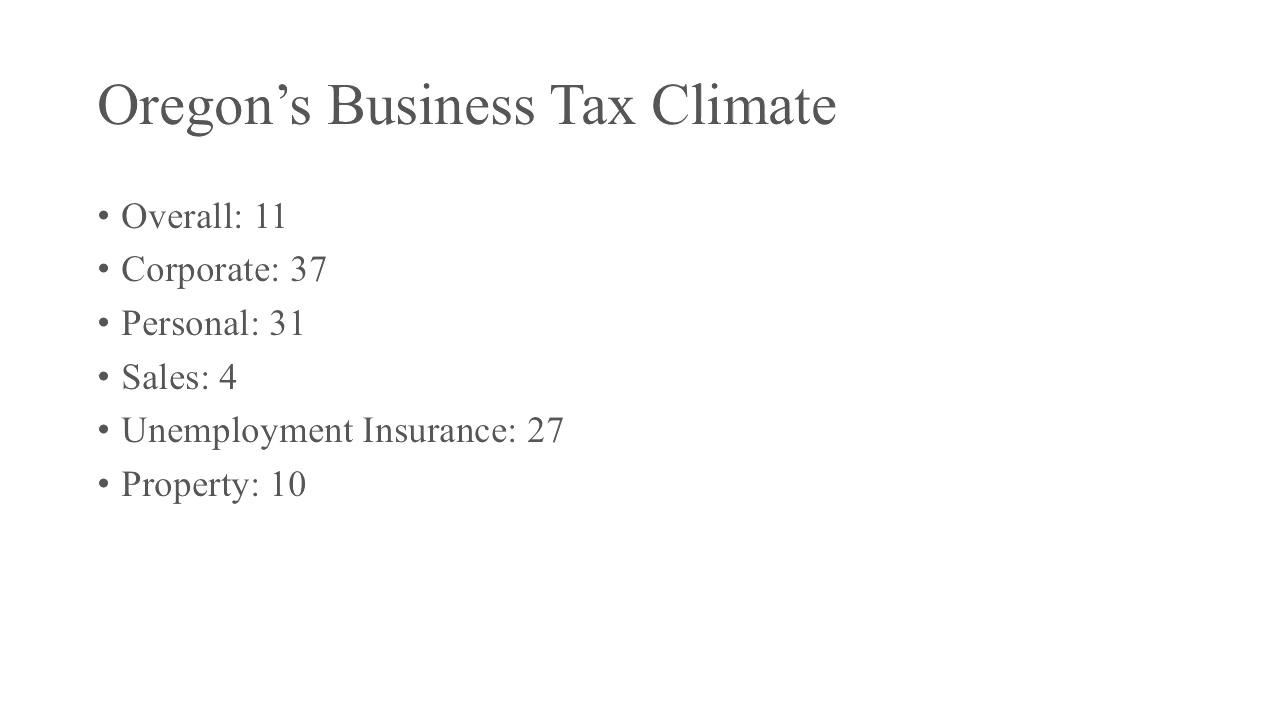 Oregon’s Business Tax Climate
• Overall: 11
• Corporate: 37
• Personal: 31
• Sales: 4
• Unemployment Insurance: 27
• Property: 10